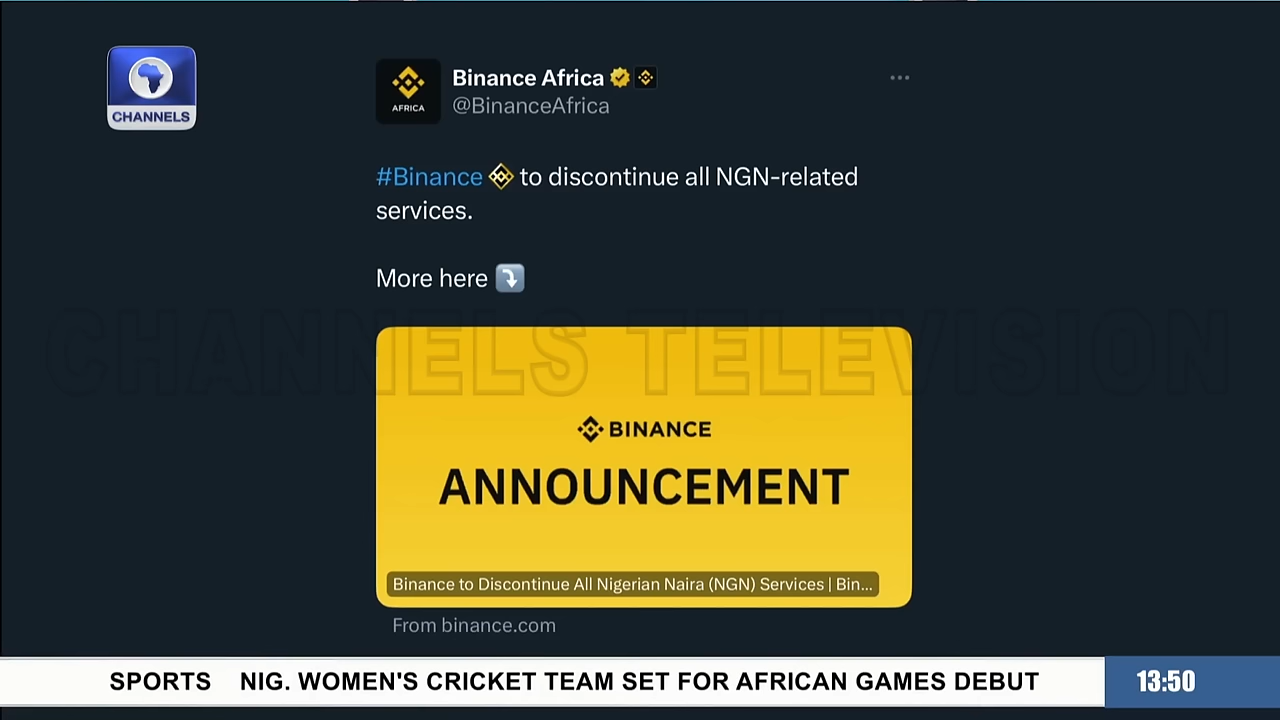 CHANNELS
AFRICA
Binance Africa
@BinanceAfrica
#Binance to discontinue all NGN-related
services.
More here ⤵️
CHANNELS TELEVISION
BINANCE
ANNOUNCEMENT
Binance to Discontinue All Nigerian Naira (NGN) Services | Bin...
From binance.com
SPORTS NIG. WOMEN'S CRICKET TEAM SET FOR AFRICAN GAMES DEBUT
13:50